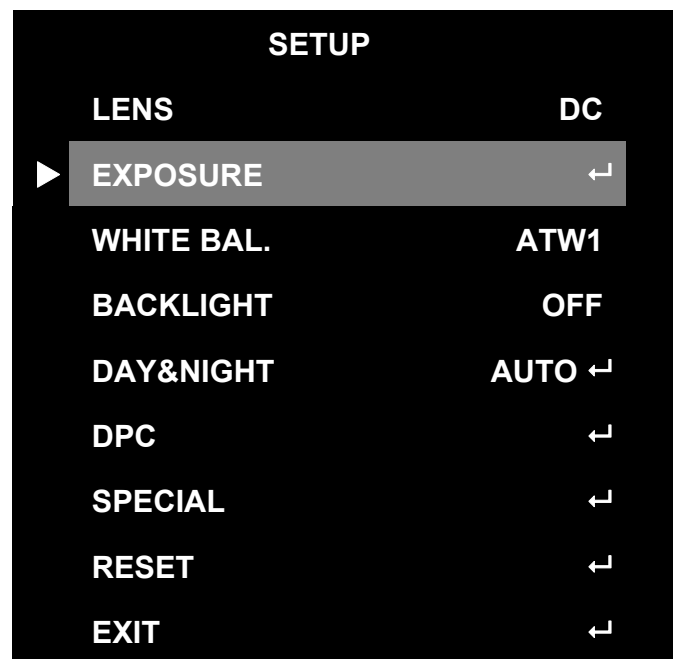 SETUP
LENS DC
EXPOSURE ↵
WHITE BAL. ATW1
BACKLIGHT OFF
DAY&NIGHT AUTO ↵
DPC ↵
SPECIAL ↵
RESET ↵
EXIT ↵